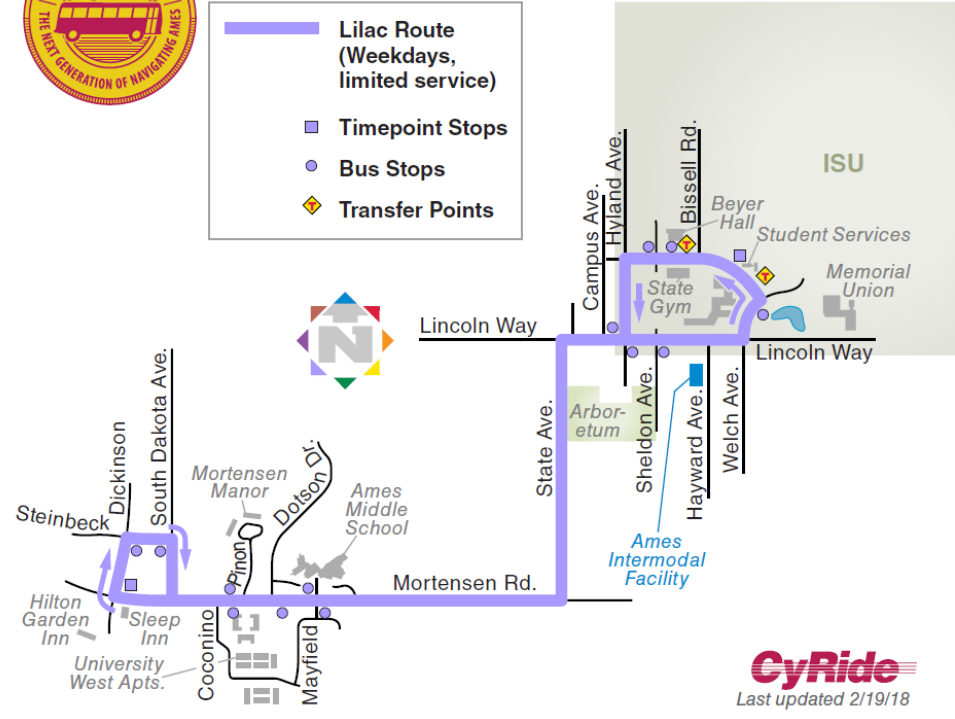 THE NEXT GENERATION OF NAVIGATING AMES
Lilac Route
(Weekdays,
limited service)
Timepoint Stops
Bus Stops
T Transfer Points
ISU
Hyland Ave.
Bissell Rd.
Campus Ave.
Beyer
Hall
T
Student Services
T
Memorial
Union
State
Gym
Lincoln Way
Lincoln Way
N
State Ave.
Arbor-
etum
Sheldon Ave.
Hayward Ave.
Welch Ave.
Ames
Intermodal
Facility
South Dakota Ave.
Dickinson
Steinbeck
Mortensen
Manor
Dotson Dr.
Ames
Middle
School
Pinon
Mortensen Rd.
Hilton
Garden
Inn
Sleep
Inn
University
West Apts.
Coconino
Mayfield
CyRide
Last updated 2/19/18